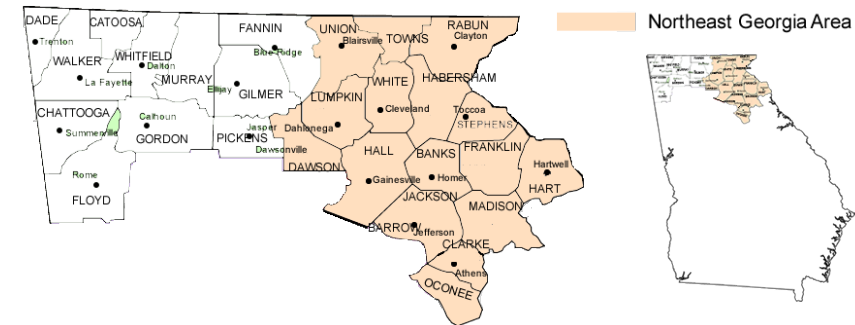 DADE
CATOOSA
FANNIN
UNION
RABUN
Northeast Georgia Area
Trenton
Blairsville
TOWNS
Clayton
WALKER
WHITFIELD
Blue Ridge
Dalton
La Fayette
MURRAY
Ellijay
GILMER
WHITE
HABERSHAM
LUMPKIN
CHATTOOGA
Calhoun
Cleveland
Toccoa
Summerville
GORDON
PICKENS
Jasper
Dahlonega
STEPHENS
Dawsonville
HALL
BANKS
FRANKLIN
Rome
DAWSON
Gainesville
Homer
Hartwell
FLOYD
HART
JACKSON
MADISON
BARROW
Jefferson
CLARKE
Athens
OCONEE